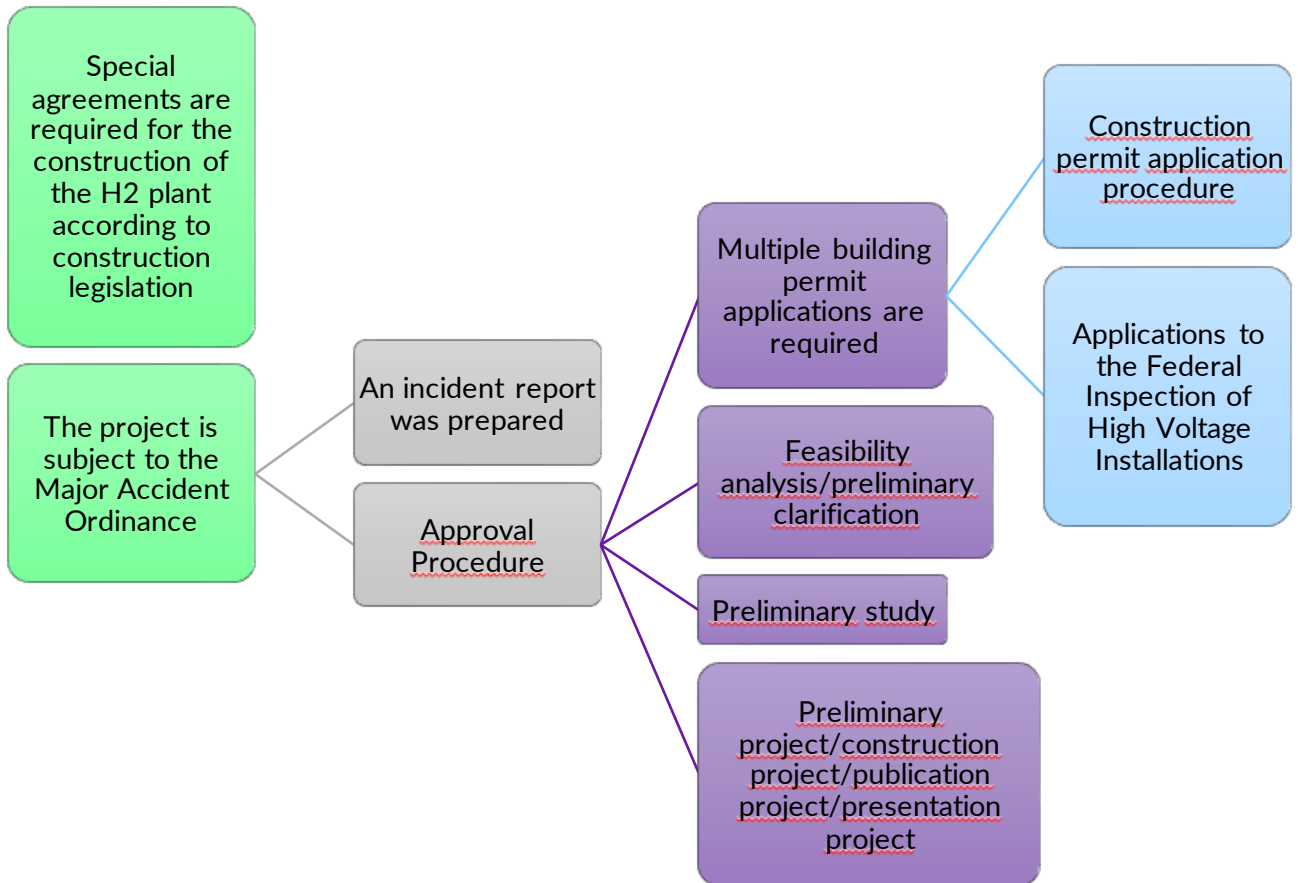 Special
agreements are
required for the
construction of
the H2 plant
according to
construction
legislation
The project is
subject to the
Major Accident
Ordinance
An incident report
was prepared
Approval
Procedure
Multiple building
permit
applications are
required
Feasibility
analysis/preliminary
clarification
Preliminary study
Preliminary
project/construction
project/publication
project/presentation
project
Construction
permit application
procedure
Applications to
the Federal
Inspection of
High Voltage
Installations